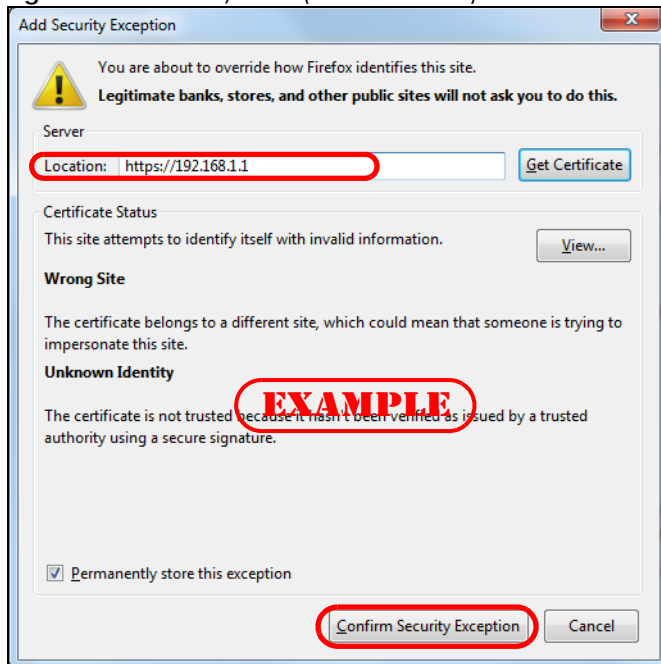 Add Security Exception
You are about to override how Firefox identifies this site.
Legitimate banks, stores, and other public sites will not ask you to do this.
Server
Location: https://192.168.1.1 Get Certificate
Certificate Status
This site attempts to identify itself with invalid information. View...
Wrong Site
The certificate belongs to a different site, which could mean that someone is trying to
impersonate this site.
Unknown Identity
EXAMPLE
The certificate is not trusted because it hasn't been verified as issued by a trusted
authority using a secure signature.
Permanently store this exception
Confirm Security Exception Cancel